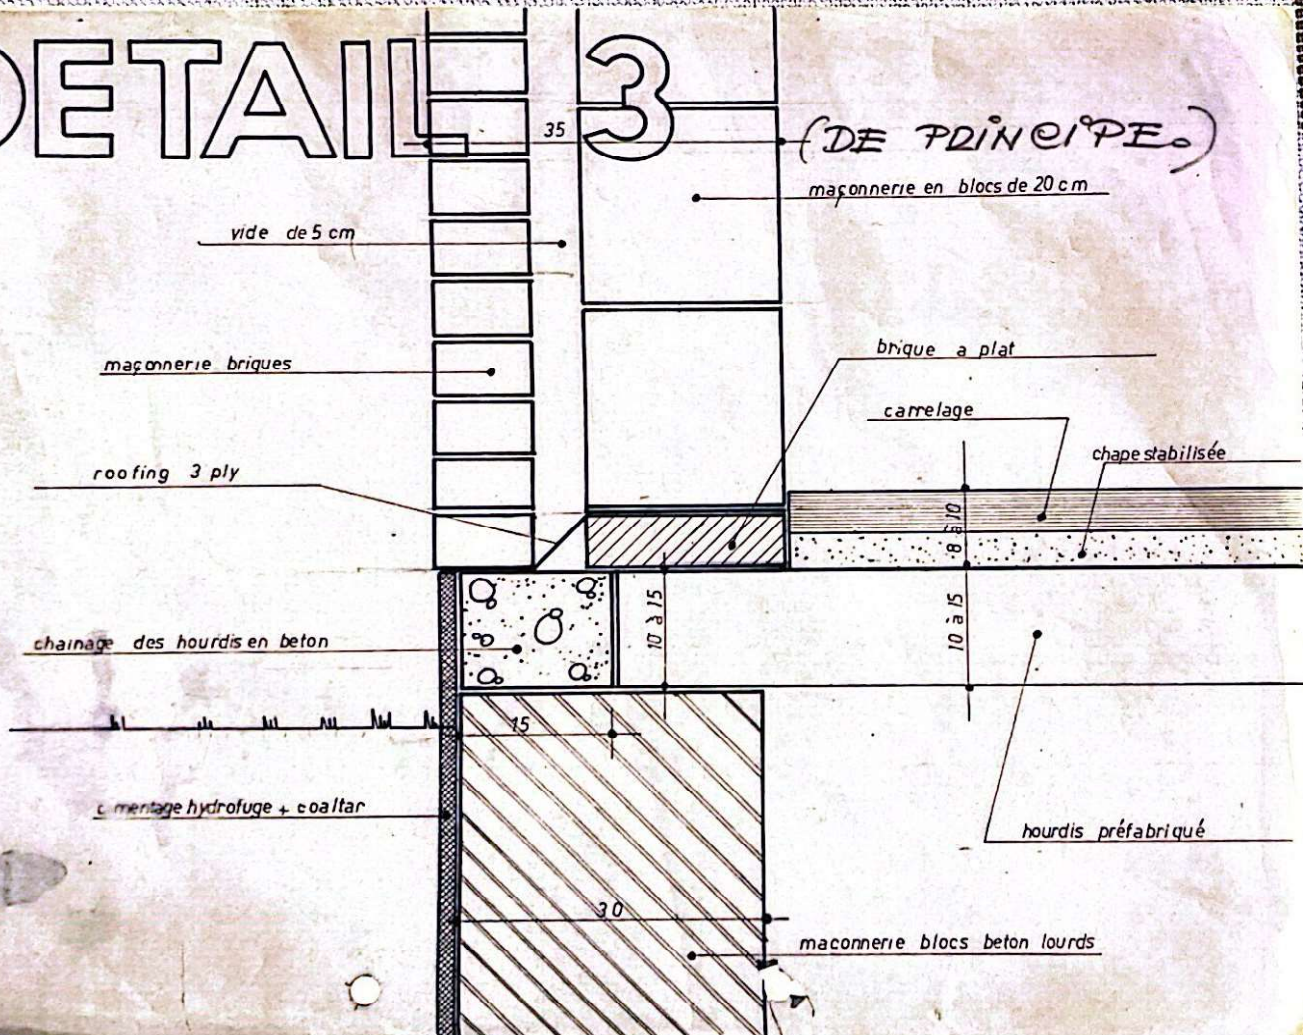 DETAIL 3 (DE PRINCIPE.)
35
maçonnerie en blocs de 20 cm
vide de 5 cm
brique a plat
maçonnerie briques
carrelage
chape stabilisée
roofing 3 ply
8 à 10
10 à 15
10 à 15
chainage des hourdis en beton
15
cimentage hydrofuge + coaltar
hourdis préfabriqué
30
maconnerie blocs beton lourds